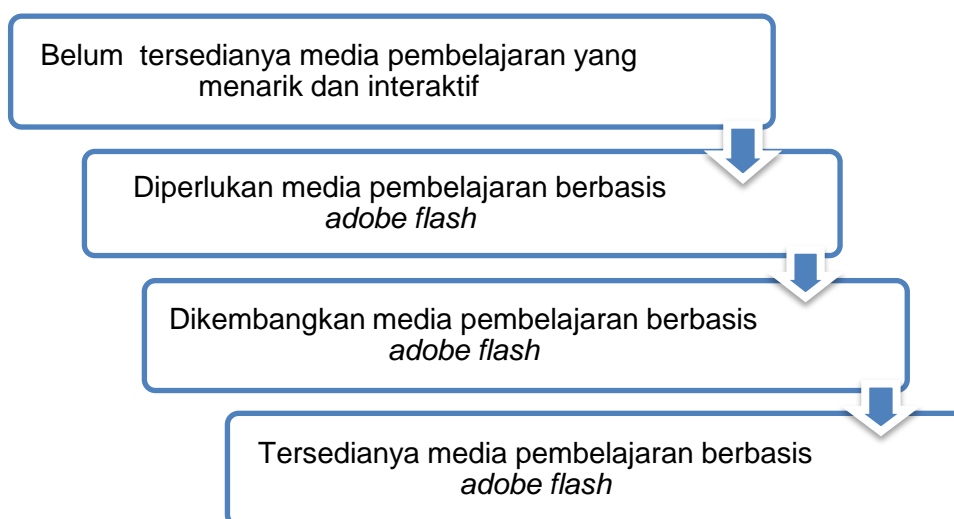 Belum tersedianya media pembelajaran yang
menarik dan interaktif
Diperlukan media pembelajaran berbasis
adobe flash
Dikembangkan media pembelajaran berbasis
adobe flash
Tersedianya media pembelajaran berbasis
adobe flash